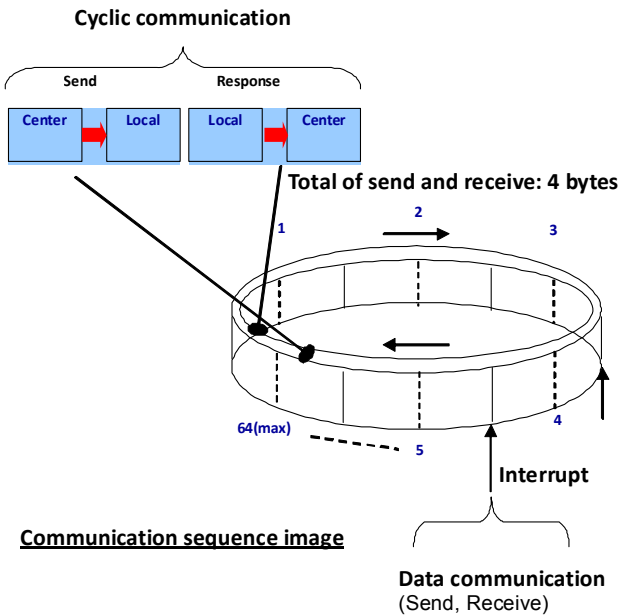 Cyclic communication
Send Response
Center Local Local Center
Total of send and receive: 4 bytes
1 2 3
64(max) 5 4
Interrupt
Communication sequence image
Data communication
(Send, Receive)